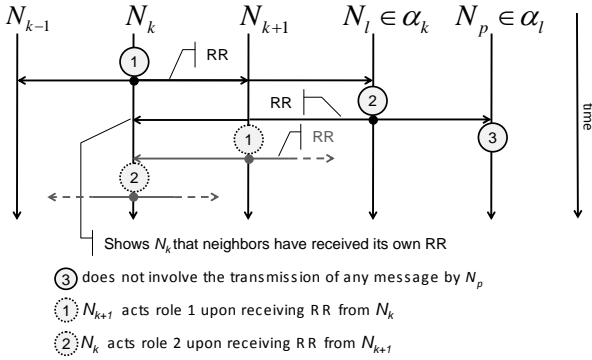 N_{k−1} N_k N_{k+1} N_l ∈ α_k N_p ∈ α_l
1 RR
RR 2
1 RR 3
2
time
Shows N_k that neighbors have received its own RR
3 does not involve the transmission of any message by N_p
1 N_{k+1} acts role 1 upon receiving RR from N_k
2 N_k acts role 2 upon receiving RR from N_{k+1}